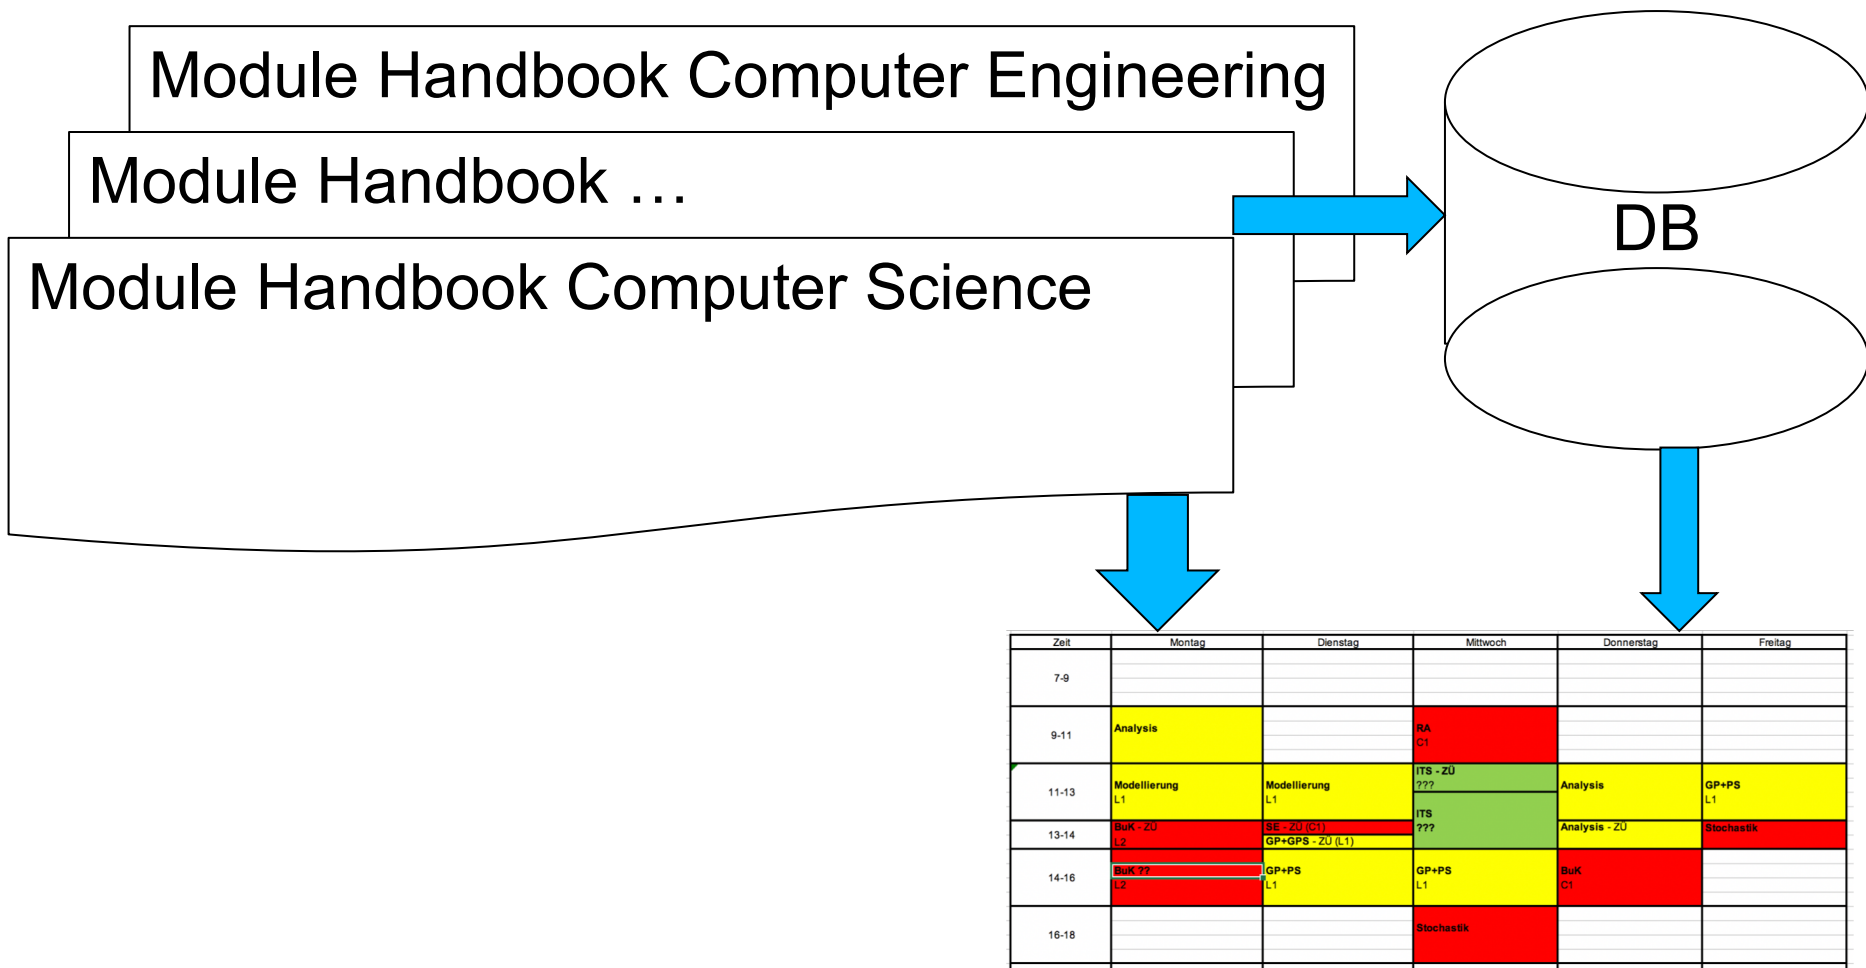 Module Handbook Computer Engineering
Module Handbook …
Module Handbook Computer Science
DB
Zeit Montag Dienstag Mittwoch Donnerstag Freitag
7-9
9-11
Analysis
RA
C1
11-13
Modellierung
L1
Modellierung
L1
ITS - ZÜ
???
ITS
???
Analysis
GP+PS
L1
13-14
BuK - ZÜ
L2
SE - ZÜ (C1)
GP+GPS - ZÜ (L1)
Analysis - ZÜ
Stochastik
14-16
BuK ??
L2
GP+PS
L1
GP+PS
L1
BuK
C1
16-18
Stochastik